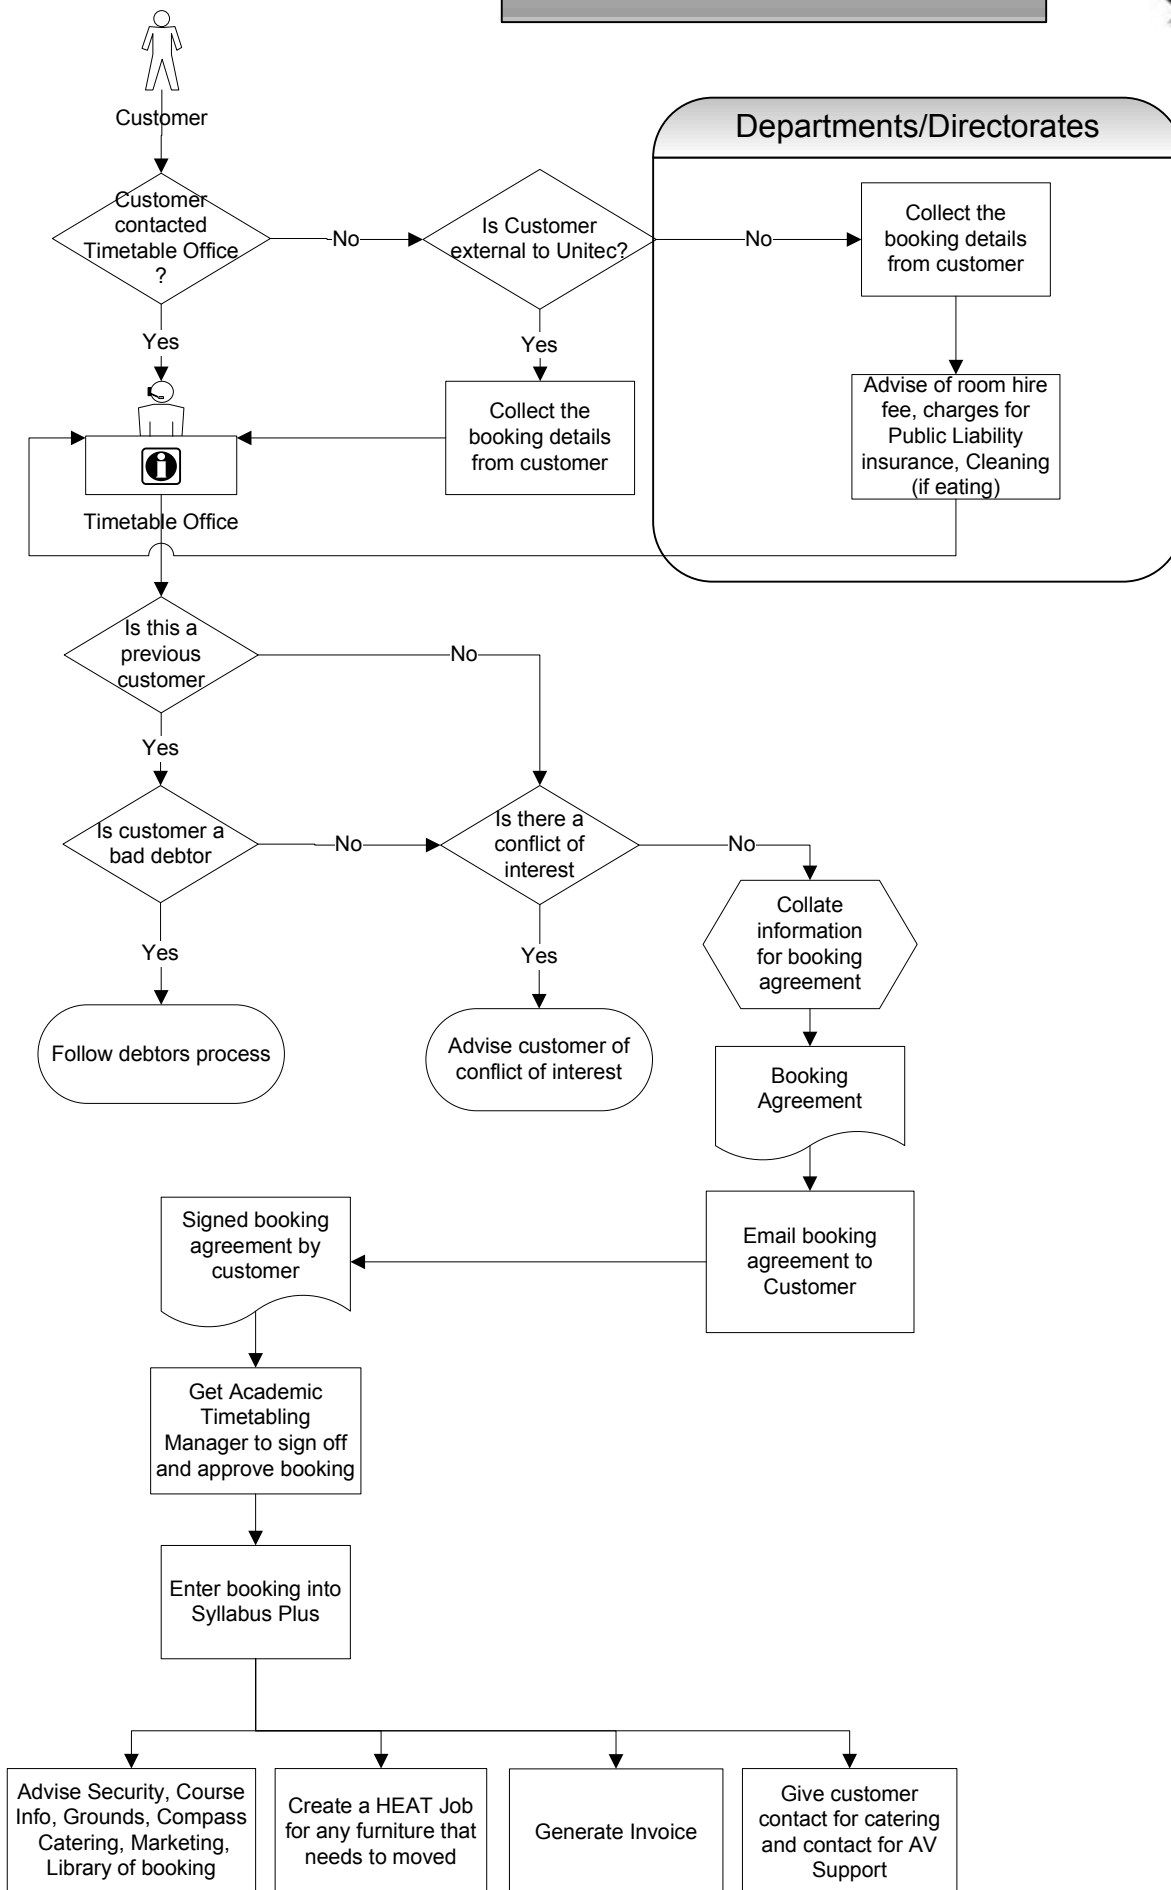 Customer
Departments/Directorates
Customer
contacted
Timetable Office
?
No
Is Customer
external to Unitec?
No
Collect the
booking details
from customer
Yes
Yes
Collect the
booking details
from customer
Advise of room hire
fee, charges for
Public Liability
insurance, Cleaning
(if eating)
Timetable Office
Is this a
previous
customer
No
Yes
Is customer a
bad debtor
No
Is there a
conflict of
interest
No
Collate
information
for booking
agreement
Yes
Yes
Follow debtors process
Advise customer of
conflict of interest
Booking
Agreement
Signed booking
agreement by
customer
Email booking
agreement to
Customer
Get Academic
Timetabling
Manager to sign off
and approve booking
Enter booking into
Syllabus Plus
Advise Security, Course
Info, Grounds, Compass
Catering, Marketing,
Library of booking
Create a HEAT Job
for any furniture that
needs to moved
Generate Invoice
Give customer
contact for catering
and contact for AV
Support